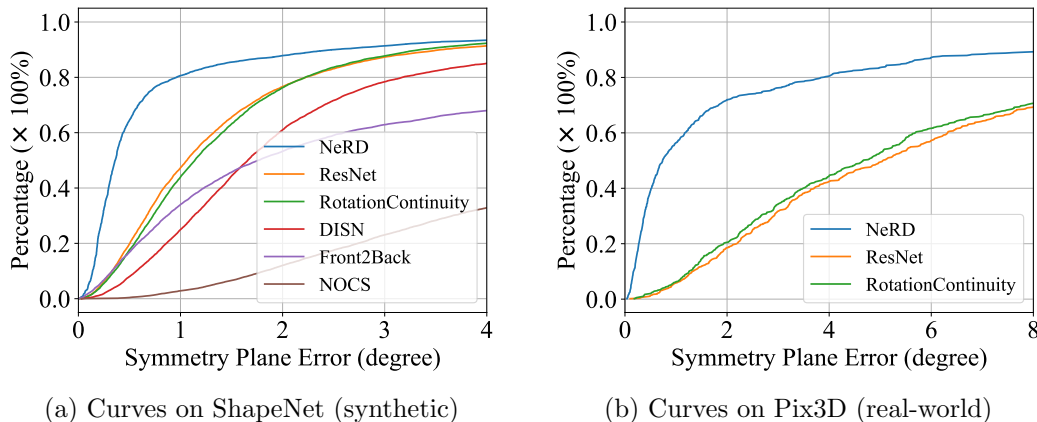 1.0
0.8
0.6
0.4
0.2
0.0
Percentage (× 100%)
0 1 2 3 4
Symmetry Plane Error (degree)
NeRD
ResNet
RotationContinuity
DISN
Front2Back
NOCS
(a) Curves on ShapeNet (synthetic)
1.0
0.8
0.6
0.4
0.2
0.0
Percentage (× 100%)
0 2 4 6 8
Symmetry Plane Error (degree)
NeRD
ResNet
RotationContinuity
(b) Curves on Pix3D (real-world)